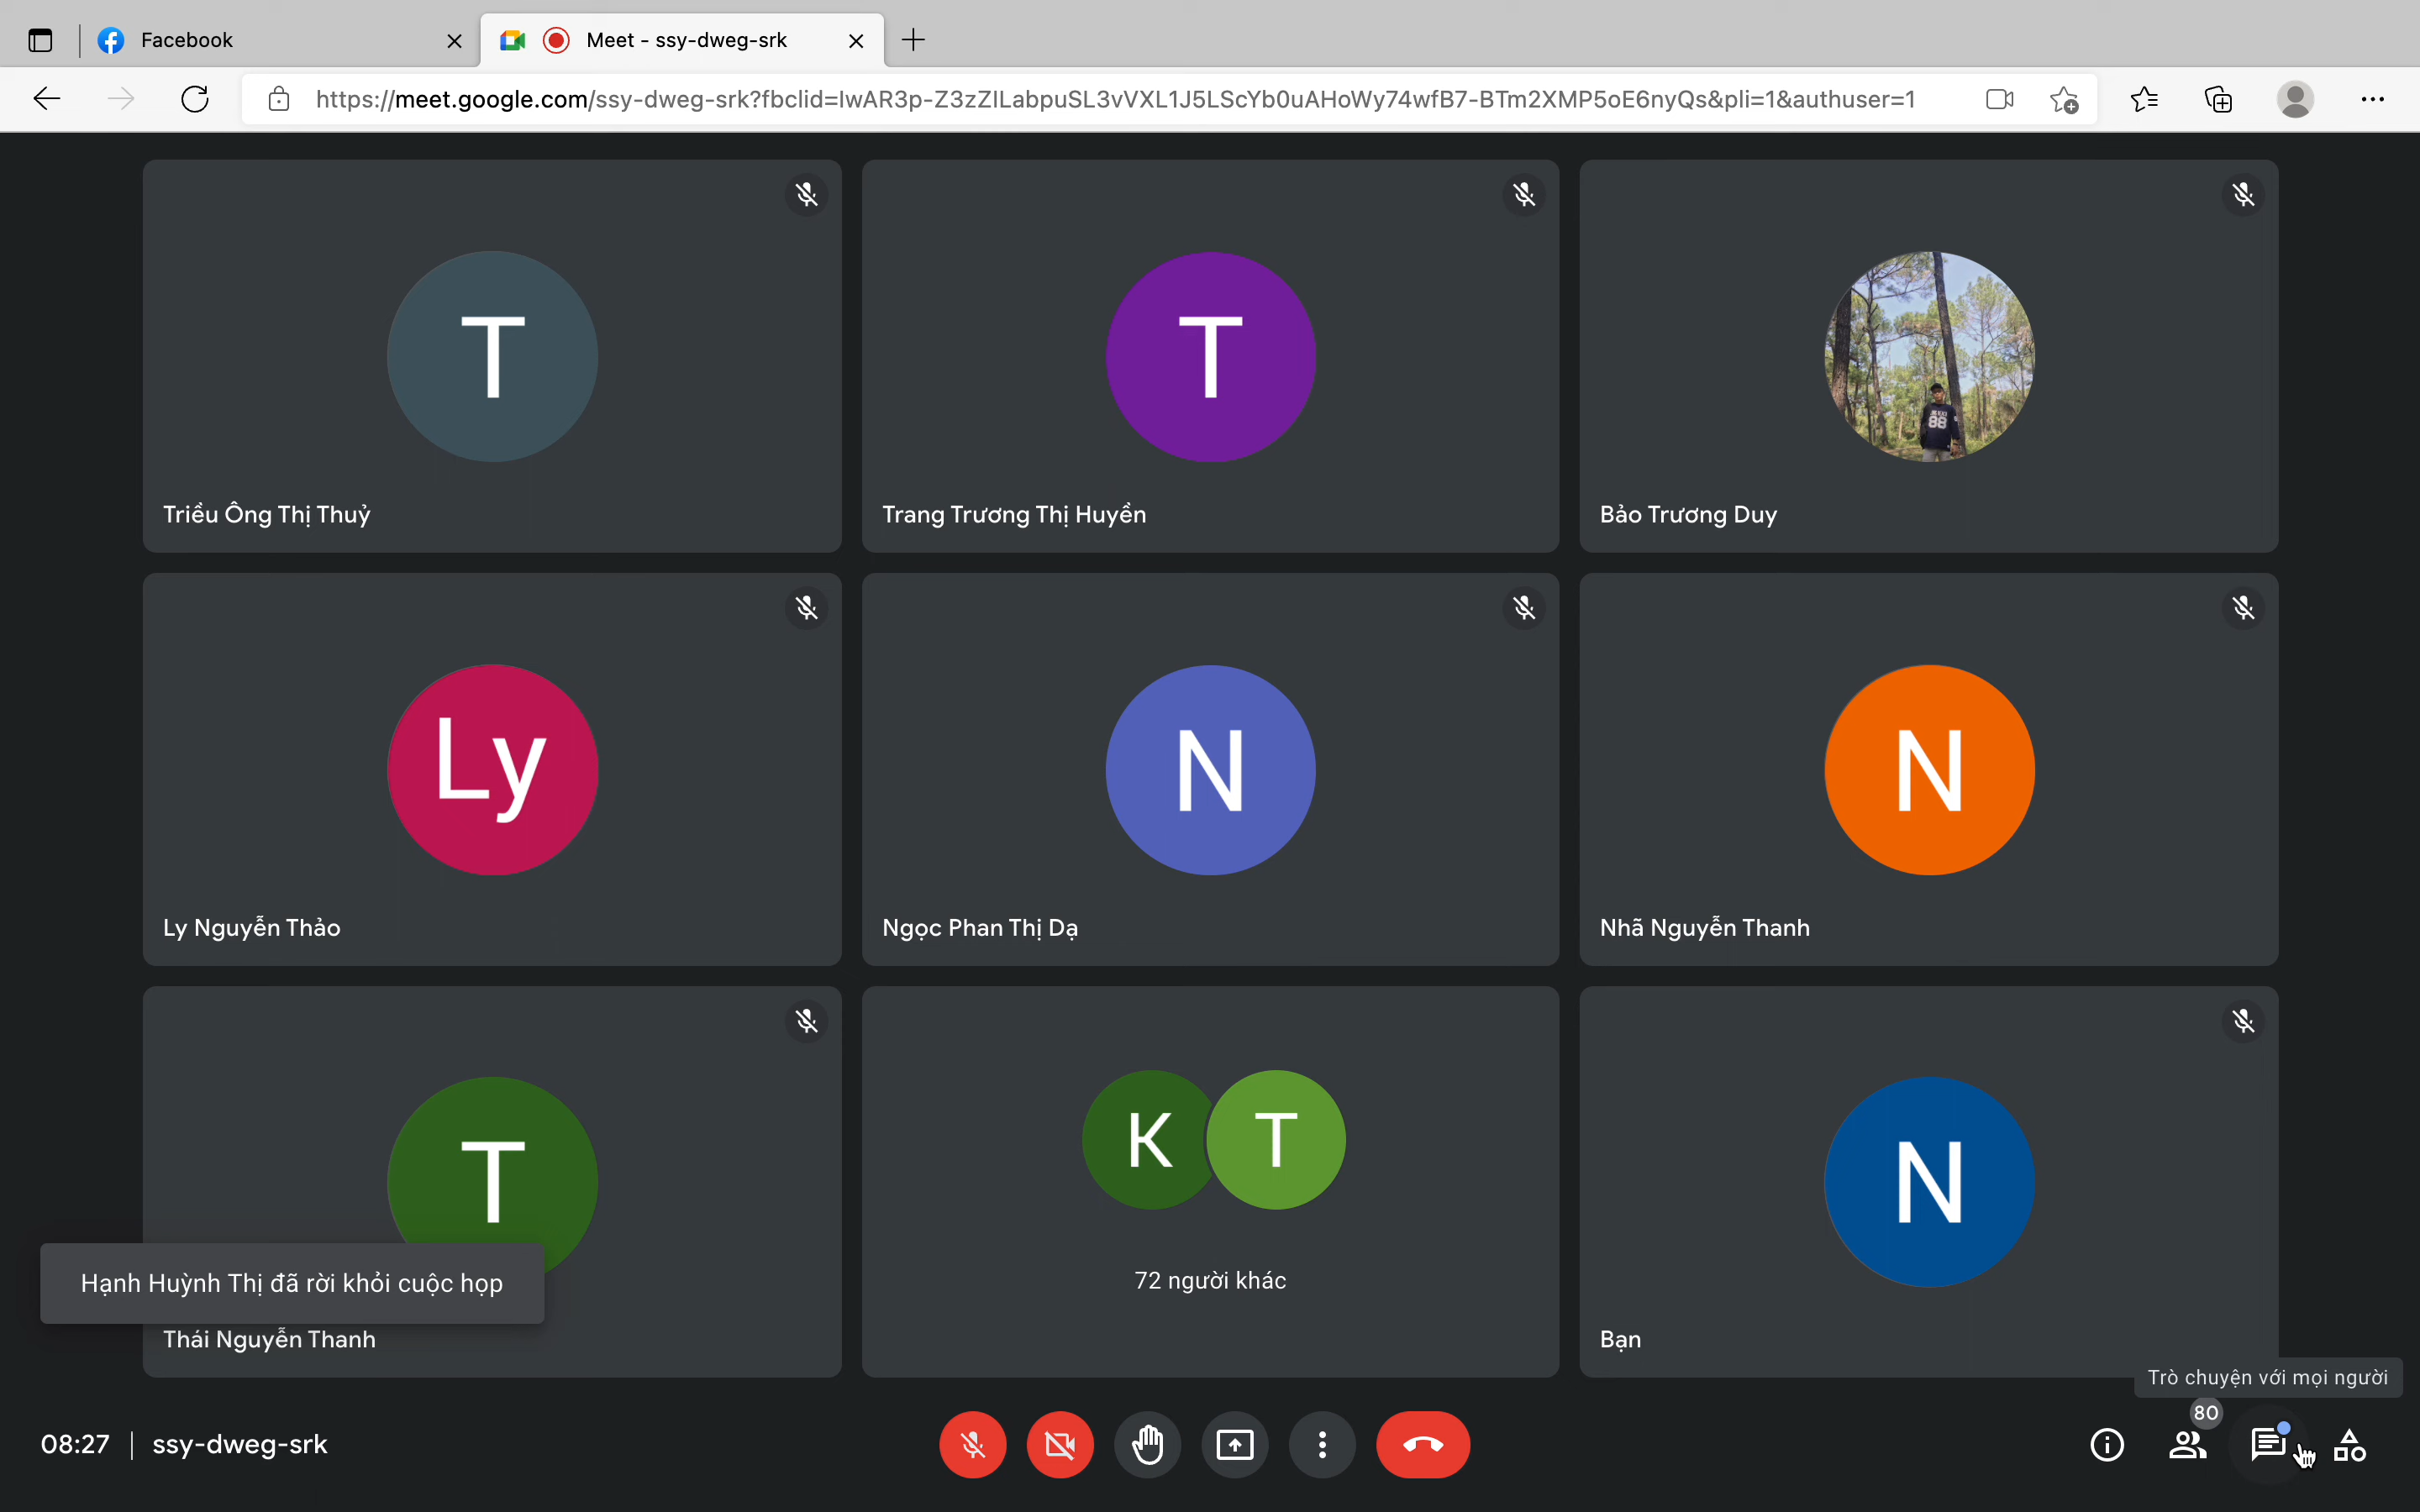 Facebook
Meet - ssy-dweg-srk
https://meet.google.com/ssy-dweg-srk?fbclid=IwAR3p-Z3zZILabpuSL3vVXL1J5LScYb0uAHoWy74wfB7-BTm2XMP5oE6nyQs&pli=1&authuser=1
T
T
88
Triều Ông Thị Thuỷ
Trang Trương Thị Huyền
Bảo Trương Duy
Ly
N
N
Ly Nguyễn Thảo
Ngọc Phan Thị Dạ
Nhã Nguyễn Thanh
T
K T
N
Hạnh Huỳnh Thị đã rời khỏi cuộc họp
72 người khác
Thái Nguyễn Thanh
Bạn
Trò chuyện với mọi người
80
08:27 | ssy-dweg-srk